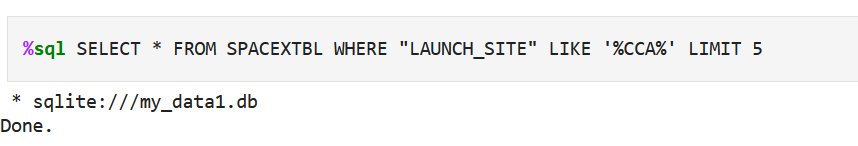 %sql SELECT * FROM SPACEXTBL WHERE "LAUNCH_SITE" LIKE '%CCA%' LIMIT 5
* sqlite:///my_data1.db
Done.